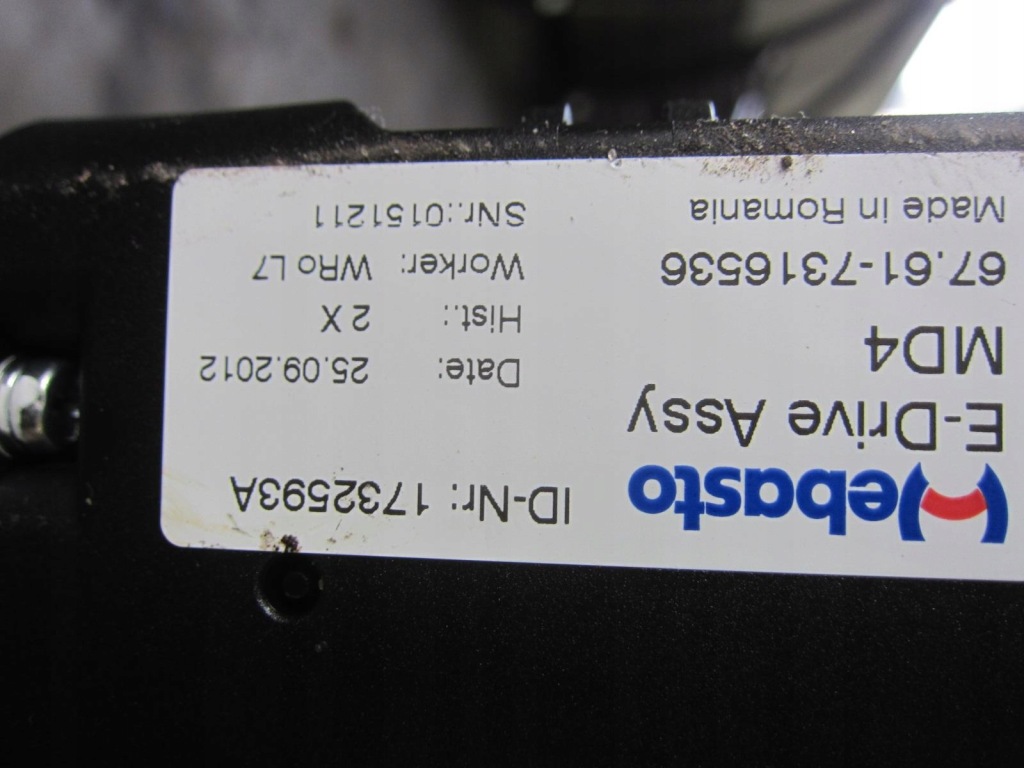 Webasto
ID-Nr: 1732593A
E-Drive Assy
MD4
67.61-7316536
Made in Romania
Date: 25.09.2012
Hist.: 2 X
Worker: WRo L7
SNr.:0151211